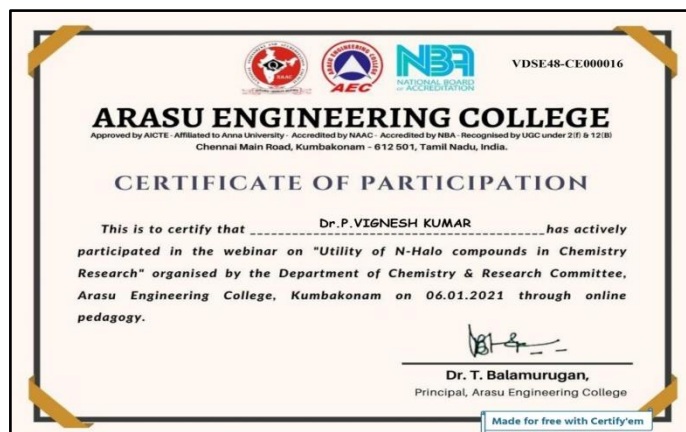 NAAC
AEC
NBA
NATIONAL BOARD
of ACCREDITATION
VDSE48-CE000016
ARASU ENGINEERING COLLEGE
Approved by AICTE - Affiliated to Anna University - Accredited by NAAC - Accredited by NBA - Recognised by UGC under 2(f) & 12(B)
Chennai Main Road, Kumbakonam - 612 501, Tamil Nadu, India.
CERTIFICATE OF PARTICIPATION
This is to certify that Dr.P.VIGNESH KUMAR has actively
participated in the webinar on "Utility of N-Halo compounds in Chemistry
Research" organised by the Department of Chemistry & Research Committee,
Arasu Engineering College, Kumbakonam on 06.01.2021 through online
pedagogy.
Dr. T. Balamurugan,
Principal, Arasu Engineering College
Made for free with Certify'em